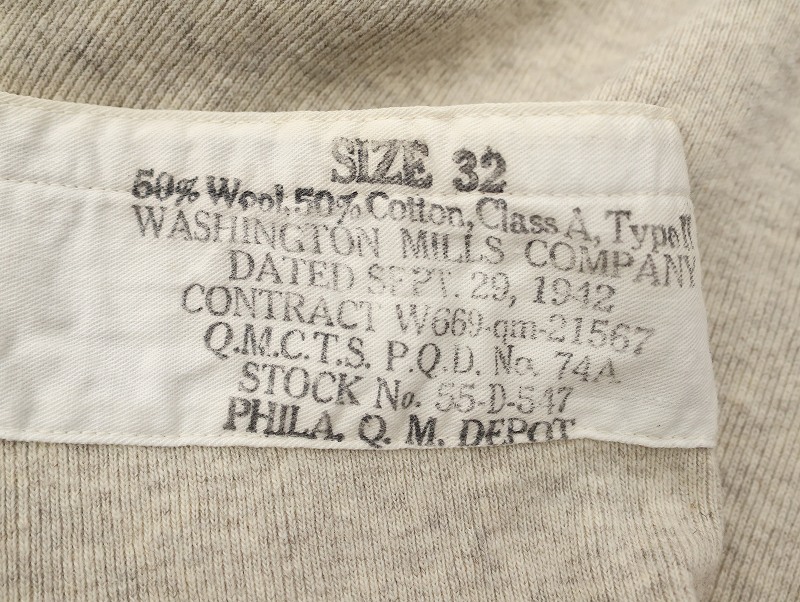 SIZE 32
50% Wool, 50% Cotton, Class A, Type II
WASHINGTON MILLS COMPANY
DATED SEPT. 29, 1942
CONTRACT W669-qm-21567
Q.M.C.T.S. P.Q.D. No. 74A
STOCK No. 55-D-547
PHILA. Q. M. DEPOT